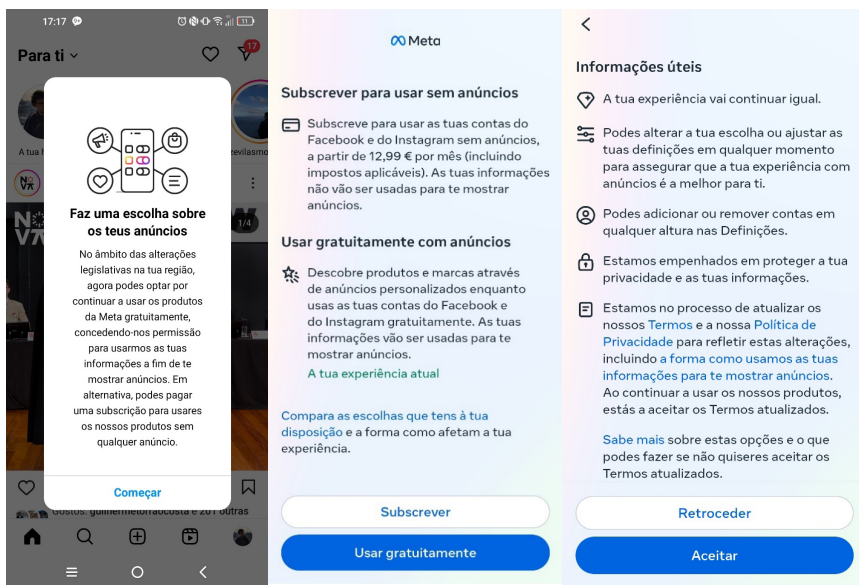 17:17
11
Para ti
17
A tua h
zevilasmo
1/4
Faz uma escolha sobre
os teus anúncios
No âmbito das alterações
legislativas na tua região,
agora podes optar por
continuar a usar os produtos
da Meta gratuitamente,
concedendo-nos permissão
para usarmos as tuas
informações a fim de te
mostrar anúncios. Em
alternativa, podes pagar
uma subscrição para usares
os nossos produtos sem
qualquer anúncio.
Começar
Gostos: guilhermetorraocosta e 201 outras
Meta
Subscrever para usar sem anúncios
Subscreve para usar as tuas contas do
Facebook e do Instagram sem anúncios,
a partir de 12,99 € por mês (incluindo
impostos aplicáveis). As tuas informações
não vão ser usadas para te mostrar
anúncios.
Usar gratuitamente com anúncios
Descobre produtos e marcas através
de anúncios personalizados enquanto
usas as tuas contas do Facebook e
do Instagram gratuitamente. As tuas
informações vão ser usadas para te
mostrar anúncios.
A tua experiência atual
Compara as escolhas que tens à tua
disposição e a forma como afetam a tua
experiência.
Subscrever
Usar gratuitamente
Informações úteis
A tua experiência vai continuar igual.
Podes alterar a tua escolha ou ajustar as
tuas definições em qualquer momento
para assegurar que a tua experiência com
anúncios é a melhor para ti.
Podes adicionar ou remover contas em
qualquer altura nas Definições.
Estamos empenhados em proteger a tua
privacidade e as tuas informações.
Estamos no processo de atualizar os
nossos Termos e a nossa Política de
Privacidade para refletir estas alterações,
incluindo a forma como usamos as tuas
informações para te mostrar anúncios.
Ao continuar a usar os nossos produtos,
estás a aceitar os Termos atualizados.
Sabe mais sobre estas opções e o que
podes fazer se não quiseres aceitar os
Termos atualizados.
Retroceder
Aceitar